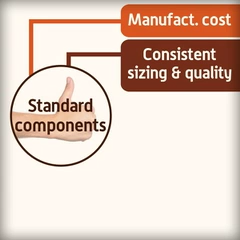 Manufact. cost
Consistent
sizing & quality
Standard
components